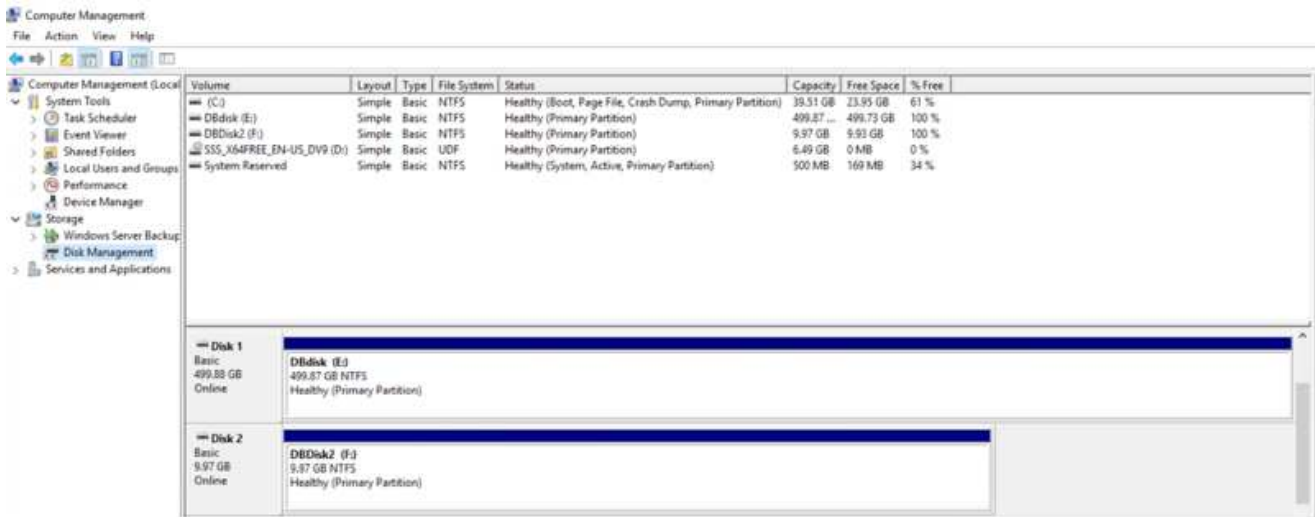 Computer Management
File Action View Help
Computer Management (Local
System Tools
Task Scheduler
Event Viewer
Shared Folders
Local Users and Groups
Performance
Device Manager
Storage
Windows Server Backup
Disk Management
Services and Applications
Volume Layout Type File System Status Capacity Free Space % Free
(C:) Simple Basic NTFS Healthy (Boot, Page File, Crash Dump, Primary Partition) 39.51 GB 23.95 GB 61 %
DBdisk (E:) Simple Basic NTFS Healthy (Primary Partition) 499.87 ... 499.73 GB 100 %
DBDisk2 (F:) Simple Basic NTFS Healthy (Primary Partition) 9.97 GB 9.93 GB 100 %
SSS_X64FREE_EN-US_DV9 (D:) Simple Basic UDF Healthy (Primary Partition) 6.49 GB 0 MB 0 %
System Reserved Simple Basic NTFS Healthy (System, Active, Primary Partition) 500 MB 169 MB 34 %
Disk 1
Basic
499.88 GB
Online
DBdisk (E:)
499.87 GB NTFS
Healthy (Primary Partition)
Disk 2
Basic
9.97 GB
Online
DBDisk2 (F:)
9.97 GB NTFS
Healthy (Primary Partition)